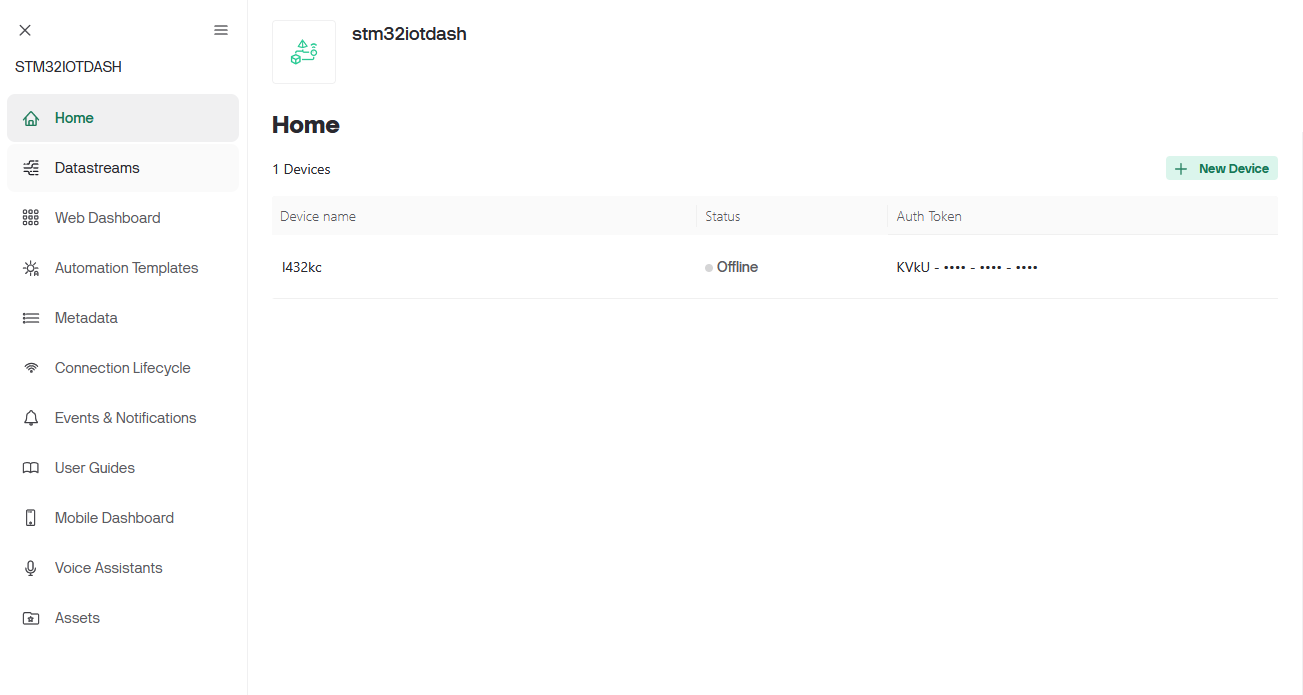 STM32IOTDASH
Home
Datastreams
Web Dashboard
Automation Templates
Metadata
Connection Lifecycle
Events & Notifications
User Guides
Mobile Dashboard
Voice Assistants
Assets
stm32iotdash
Home
1 Devices
New Device
Device name Status Auth Token
l432kc Offline KVkU - •••• - •••• - ••••